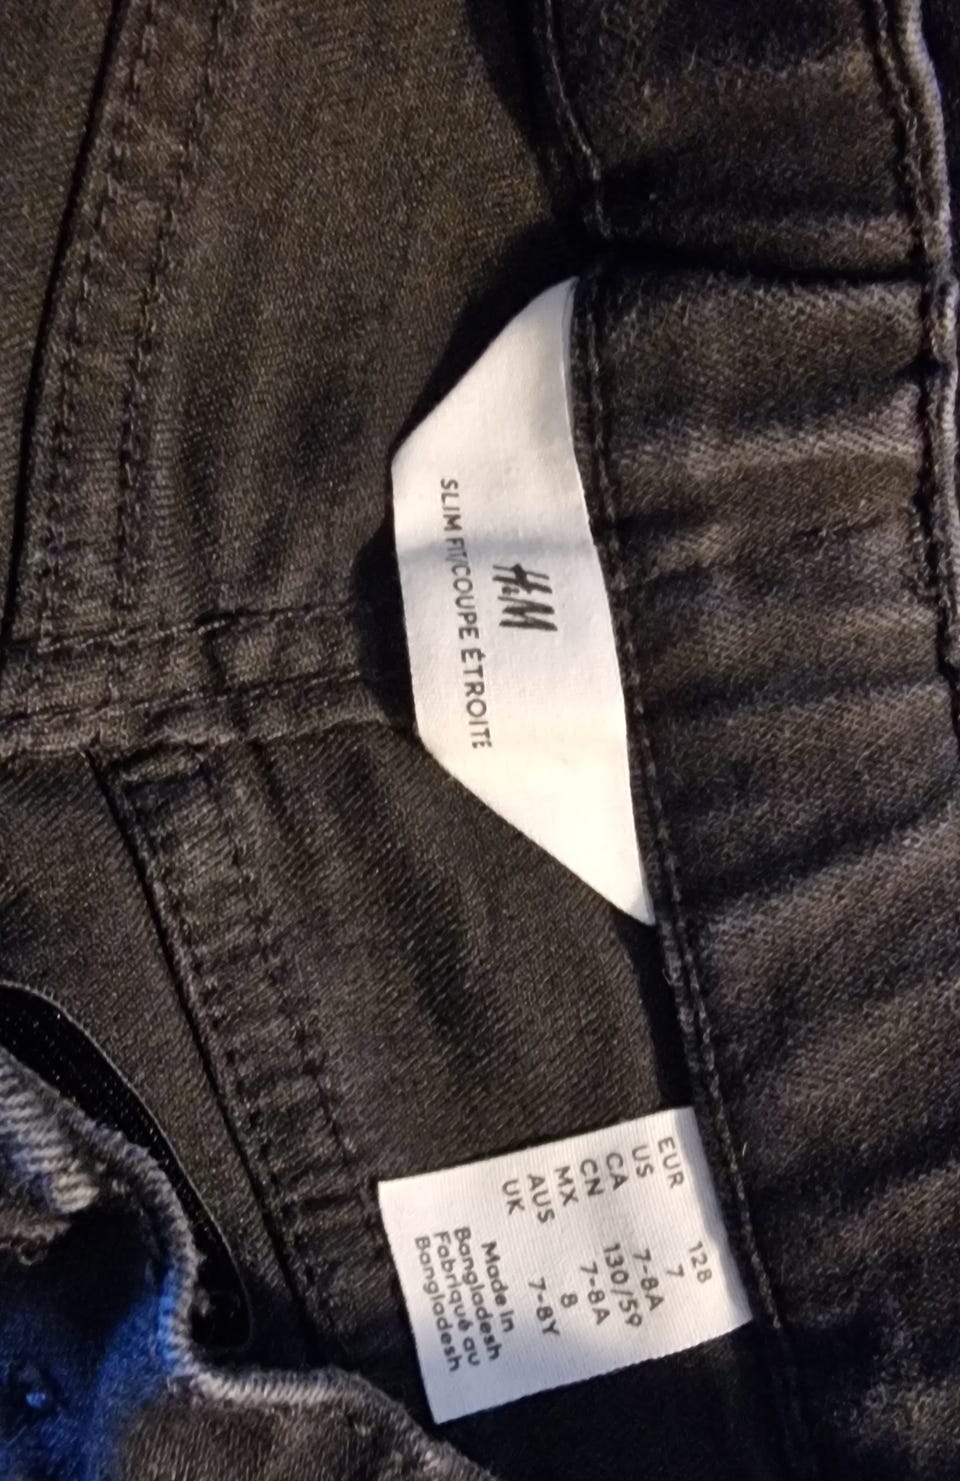 H&M
SLIM FIT/COUPE ÉTROITE
EUR 128
US 7
CA 7-8A
CN 130/59
MX 7-8A
AUS 8
UK 7-8Y
Made in
Bangladesh
Fabriqué au
Bangladesh